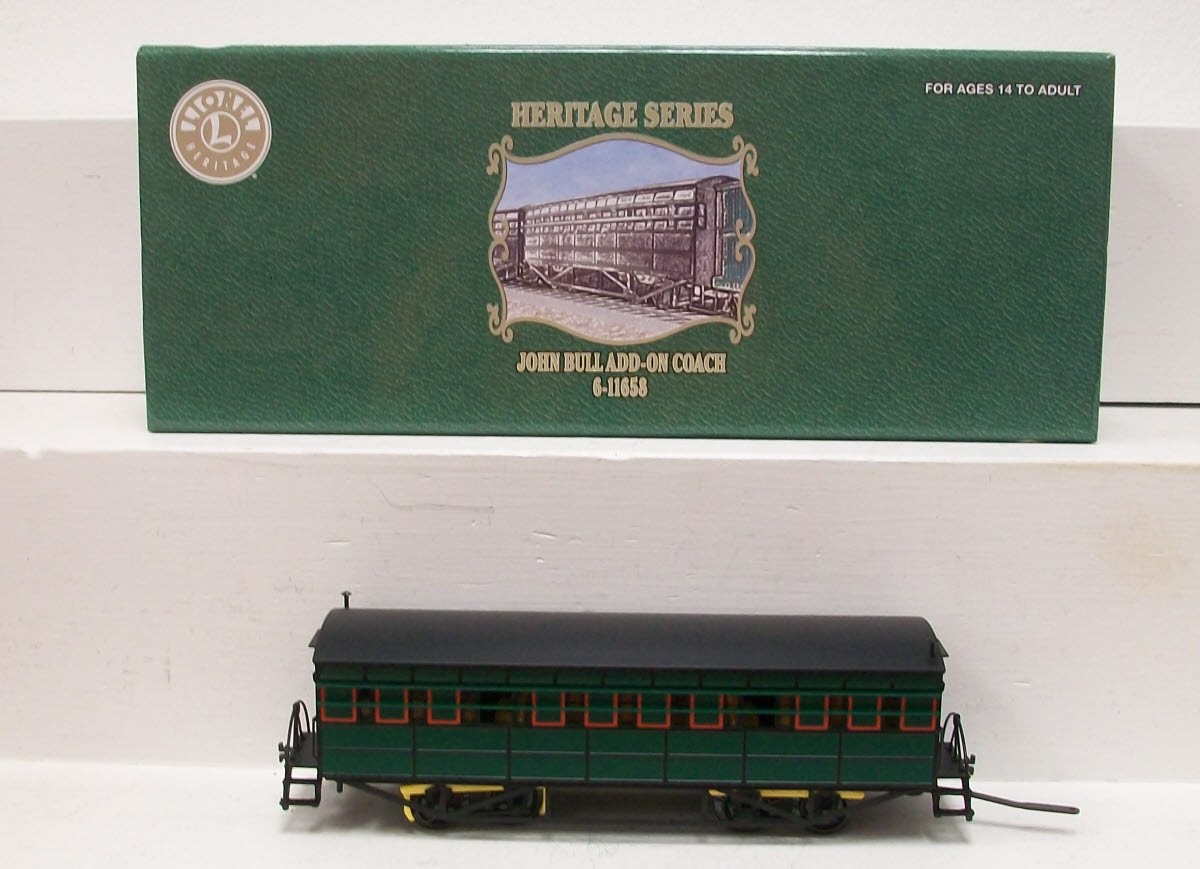 LIONEL
L
HERITAGE
FOR AGES 14 TO ADULT
HERITAGE SERIES
JOHN BULL ADD-ON COACH
6-11658